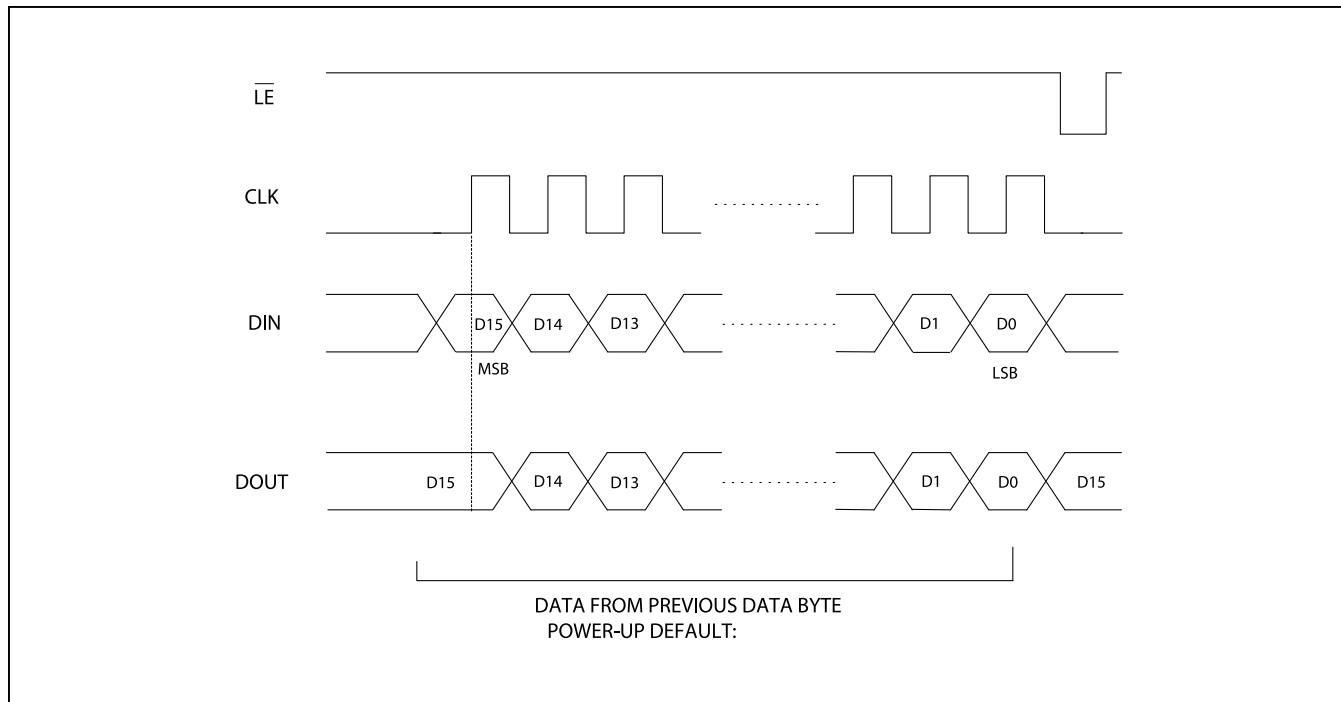 LE
CLK
DIN D15 D14 D13 D1 D0
MSB LSB
DOUT D15 D14 D13 D1 D0 D15
DATA FROM PREVIOUS DATA BYTE
POWER-UP DEFAULT: